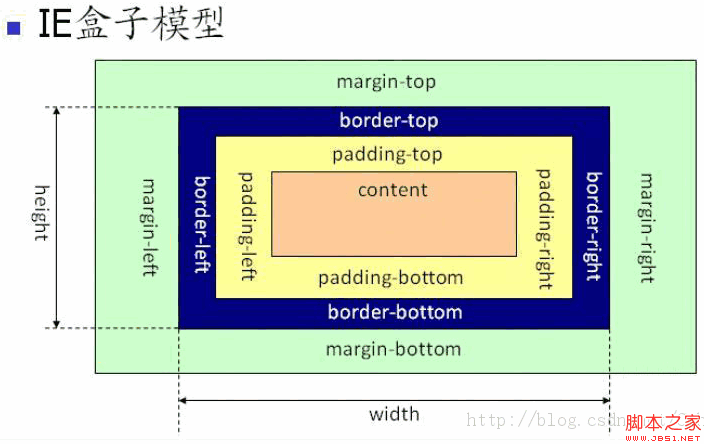 IE盒子模型
margin-top
border-top
padding-top
content
height
margin-left
border-left
padding-left
padding-right
border-right
margin-right
padding-bottom
border-bottom
margin-bottom
width
http://blog.csdn
脚本之家
www.jb51.net